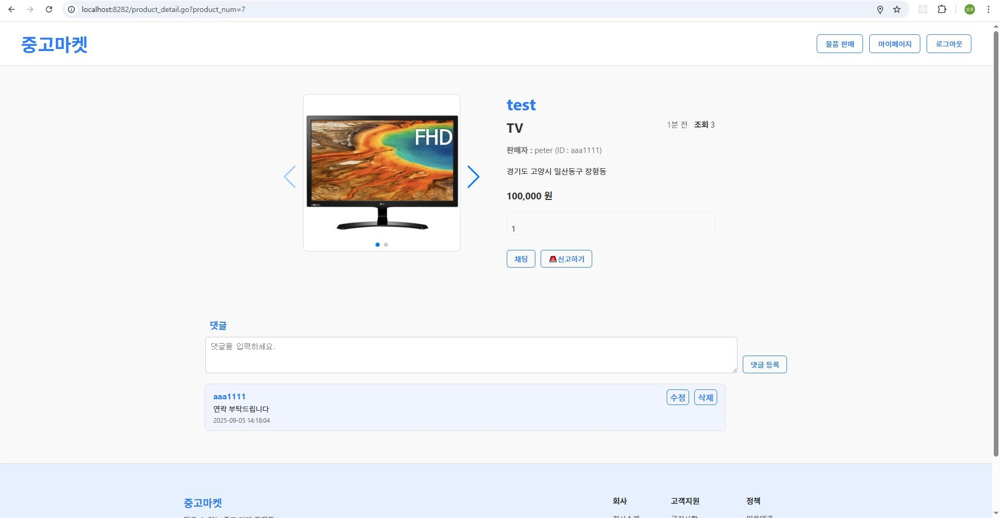 localhost:8282/product_detail.go?product_num=7
성호
중고마켓
물품 판매
마이페이지
로그아웃
FHD
test
TV
1분 전 조회 3
판매자 : peter (ID : aaa1111)
경기도 고양시 일산동구 장항동
100,000 원
1
채팅
신고하기
댓글
댓글을 입력하세요.
댓글 등록
aaa1111
수정
삭제
연락 부탁드립니다
2025-09-05 14:18:04
중고마켓
회사
고객지원
정책